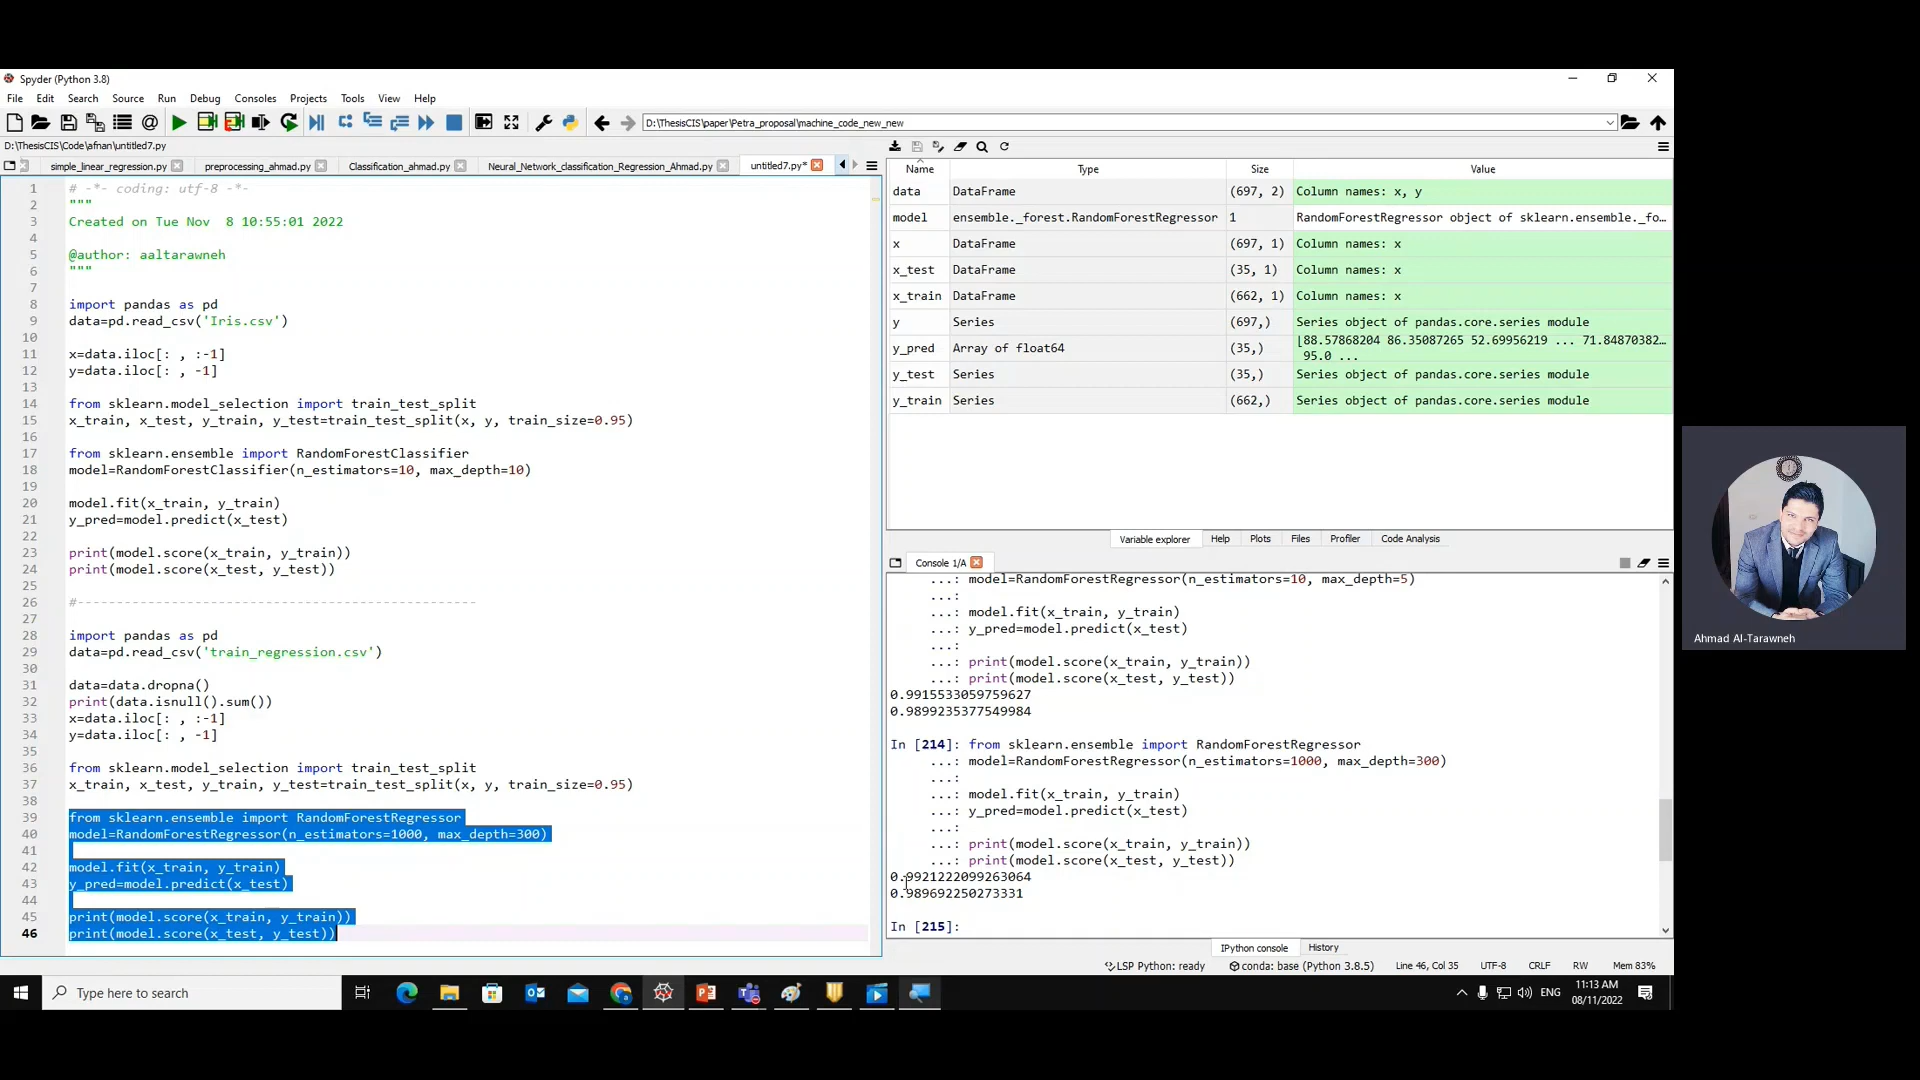 Spyder (Python 3.8)
File Edit Search Source Run Debug Consoles Projects Tools View Help
D:\ThesisCIS\paper\Petra_proposal\machine_code_new_new
D:\ThesisCIS\Code\afnan\untitled7.py
simple_linear_regression.py preprocessing_ahmad.py Classification_ahmad.py Neural_Network_classification_Regression_Ahmad.py untitled7.py*
1 # -*- coding: utf-8 -*-
2 """
3 Created on Tue Nov  8 10:55:01 2022
4
5 @author: aaltarawneh
6 """
7
8 import pandas as pd
9 data=pd.read_csv('Iris.csv')
10
11 x=data.iloc[: , :-1]
12 y=data.iloc[: , -1]
13
14 from sklearn.model_selection import train_test_split
15 x_train, x_test, y_train, y_test=train_test_split(x, y, train_size=0.95)
16
17 from sklearn.ensemble import RandomForestClassifier
18 model=RandomForestClassifier(n_estimators=10, max_depth=10)
19
20 model.fit(x_train, y_train)
21 y_pred=model.predict(x_test)
22
23 print(model.score(x_train, y_train))
24 print(model.score(x_test, y_test))
25
26 #---------------------------------------------------
27
28 import pandas as pd
29 data=pd.read_csv('train_regression.csv')
30
31 data=data.dropna()
32 print(data.isnull().sum())
33 x=data.iloc[: , :-1]
34 y=data.iloc[: , -1]
35
36 from sklearn.model_selection import train_test_split
37 x_train, x_test, y_train, y_test=train_test_split(x, y, train_size=0.95)
38
39 from sklearn.ensemble import RandomForestRegressor
40 model=RandomForestRegressor(n_estimators=1000, max_depth=300)
41
42 model.fit(x_train, y_train)
43 y_pred=model.predict(x_test)
44
45 print(model.score(x_train, y_train))
46 print(model.score(x_test, y_test))
Name Type Size Value
data DataFrame (697, 2) Column names: x, y
model ensemble._forest.RandomForestRegressor 1 RandomForestRegressor object of sklearn.ensemble._fo...
x DataFrame (697, 1) Column names: x
x_test DataFrame (35, 1) Column names: x
x_train DataFrame (662, 1) Column names: x
y Series (697,) Series object of pandas.core.series module
y_pred Array of float64 (35,) [88.57868204 86.35087265 52.69956219 ... 71.84870382...
95.0 ...
y_test Series (35,) Series object of pandas.core.series module
y_train Series (662,) Series object of pandas.core.series module
Variable explorer Help Plots Files Profiler Code Analysis
Console 1/A
...: model=RandomForestRegressor(n_estimators=10, max_depth=5)
...:
...: model.fit(x_train, y_train)
...: y_pred=model.predict(x_test)
...:
...: print(model.score(x_train, y_train))
...: print(model.score(x_test, y_test))
0.9915533059759627
0.9899235377549984
In [214]: from sklearn.ensemble import RandomForestRegressor
...: model=RandomForestRegressor(n_estimators=1000, max_depth=300)
...:
...: model.fit(x_train, y_train)
...: y_pred=model.predict(x_test)
...:
...: print(model.score(x_train, y_train))
...: print(model.score(x_test, y_test))
0.9921222099263064
0.989692250273331
In [215]:
IPython console History
LSP Python: ready conda: base (Python 3.8.5) Line 46, Col 35 UTF-8 CRLF RW Mem 83%
Type here to search
ENG
11:13 AM
08/11/2022
Ahmad Al-Tarawneh